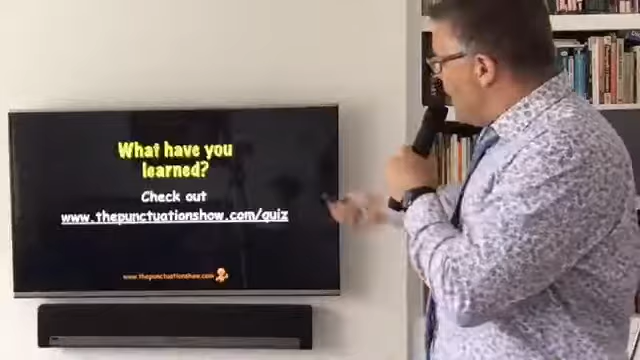 What have you
learned?
Check out
www.thepunctuationshow.com/quiz
www.thepunctuationshow.com